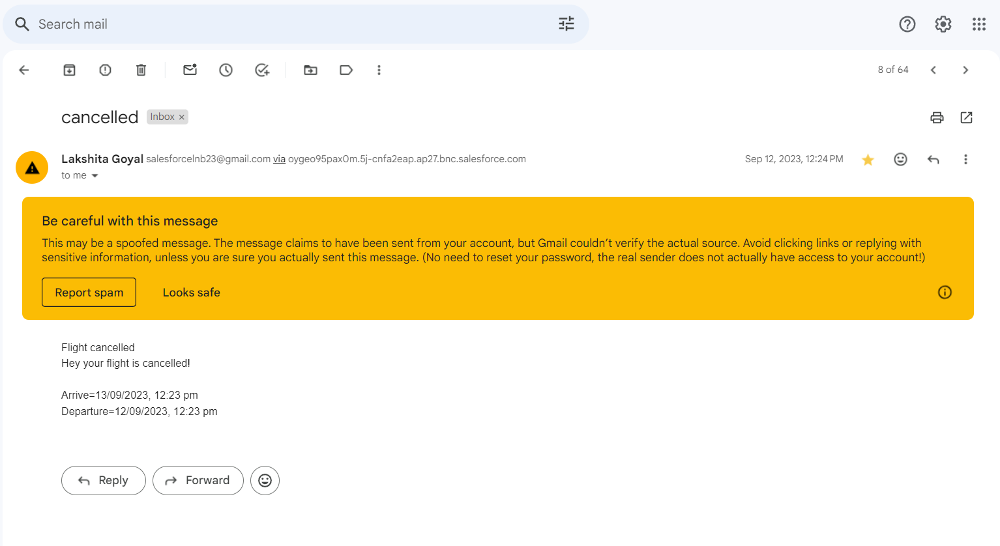 Search mail
8 of 64
cancelled Inbox ×
Lakshita Goyal salesforcelnb23@gmail.com via oygeo95pax0m.5j-cnfa2eap.ap27.bnc.salesforce.com Sep 12, 2023, 12:24 PM
to me
Be careful with this message
This may be a spoofed message. The message claims to have been sent from your account, but Gmail couldn’t verify the actual source. Avoid clicking links or replying with
sensitive information, unless you are sure you actually sent this message. (No need to reset your password, the real sender does not actually have access to your account!)
Report spam Looks safe
Flight cancelled
Hey your flight is cancelled!
Arrive=13/09/2023, 12:23 pm
Departure=12/09/2023, 12:23 pm
Reply Forward